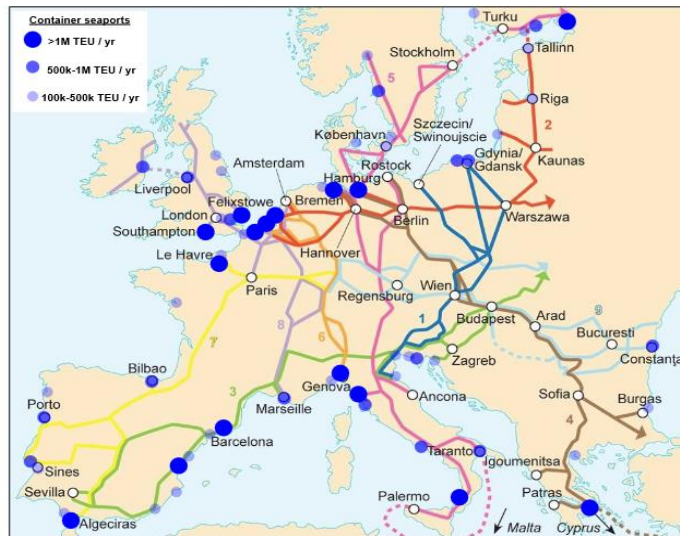 Container seaports
>1M TEU / yr
500k-1M TEU / yr
100k-500k TEU / yr
Turku
Stockholm
Tallinn
5
Riga
2
København
Szczecin/
Swinoujscie
Rostock
Gdynia/
Gdansk
Kaunas
Amsterdam
Hamburg
Liverpool
Felixstowe
Bremen
London
Berlin
Warszawa
Southampton
Hannover
Le Havre
Paris
Regensburg
Wien
Budapest
Arad
9
8
6
1
Bucuresti
7
Zagreb
Constanţa
Bilbao
3
Genova
Porto
Marseille
Ancona
Sofia
Burgas
4
Barcelona
Sines
Taranto
Igoumenitsa
Sevilla
Palermo
Patras
Algeciras
Malta
Cyprus